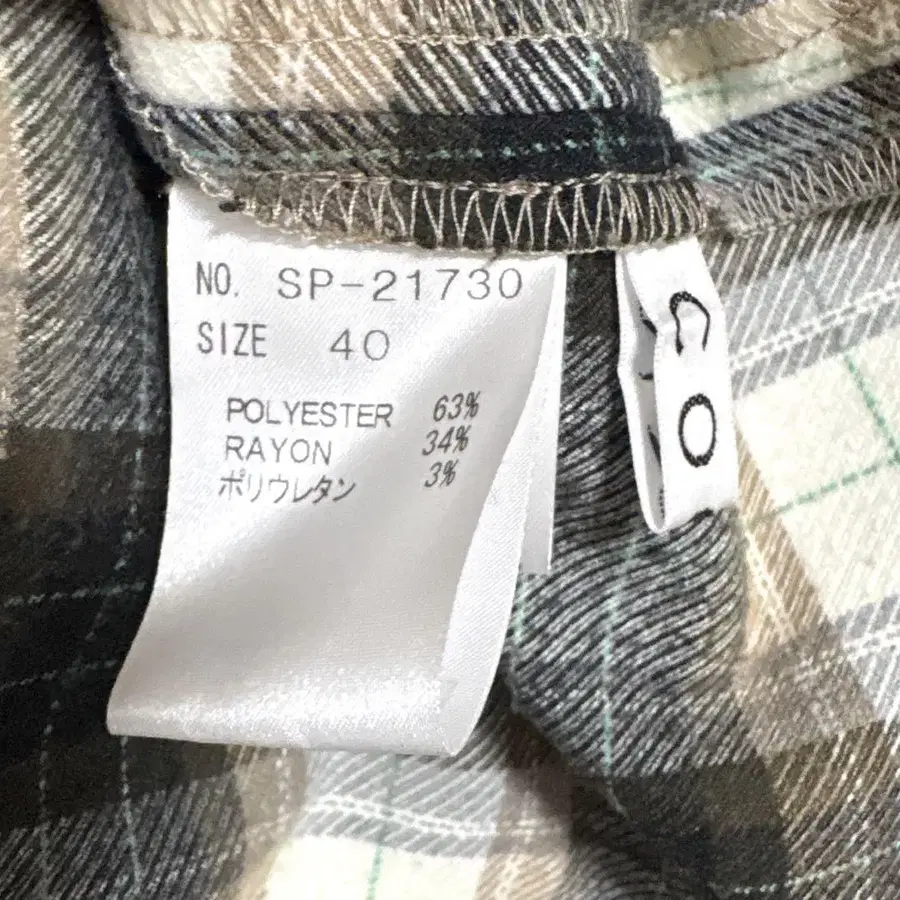 NO. SP-21730
SIZE 40
POLYESTER 63%
RAYON 34%
ポリウレタン 3%